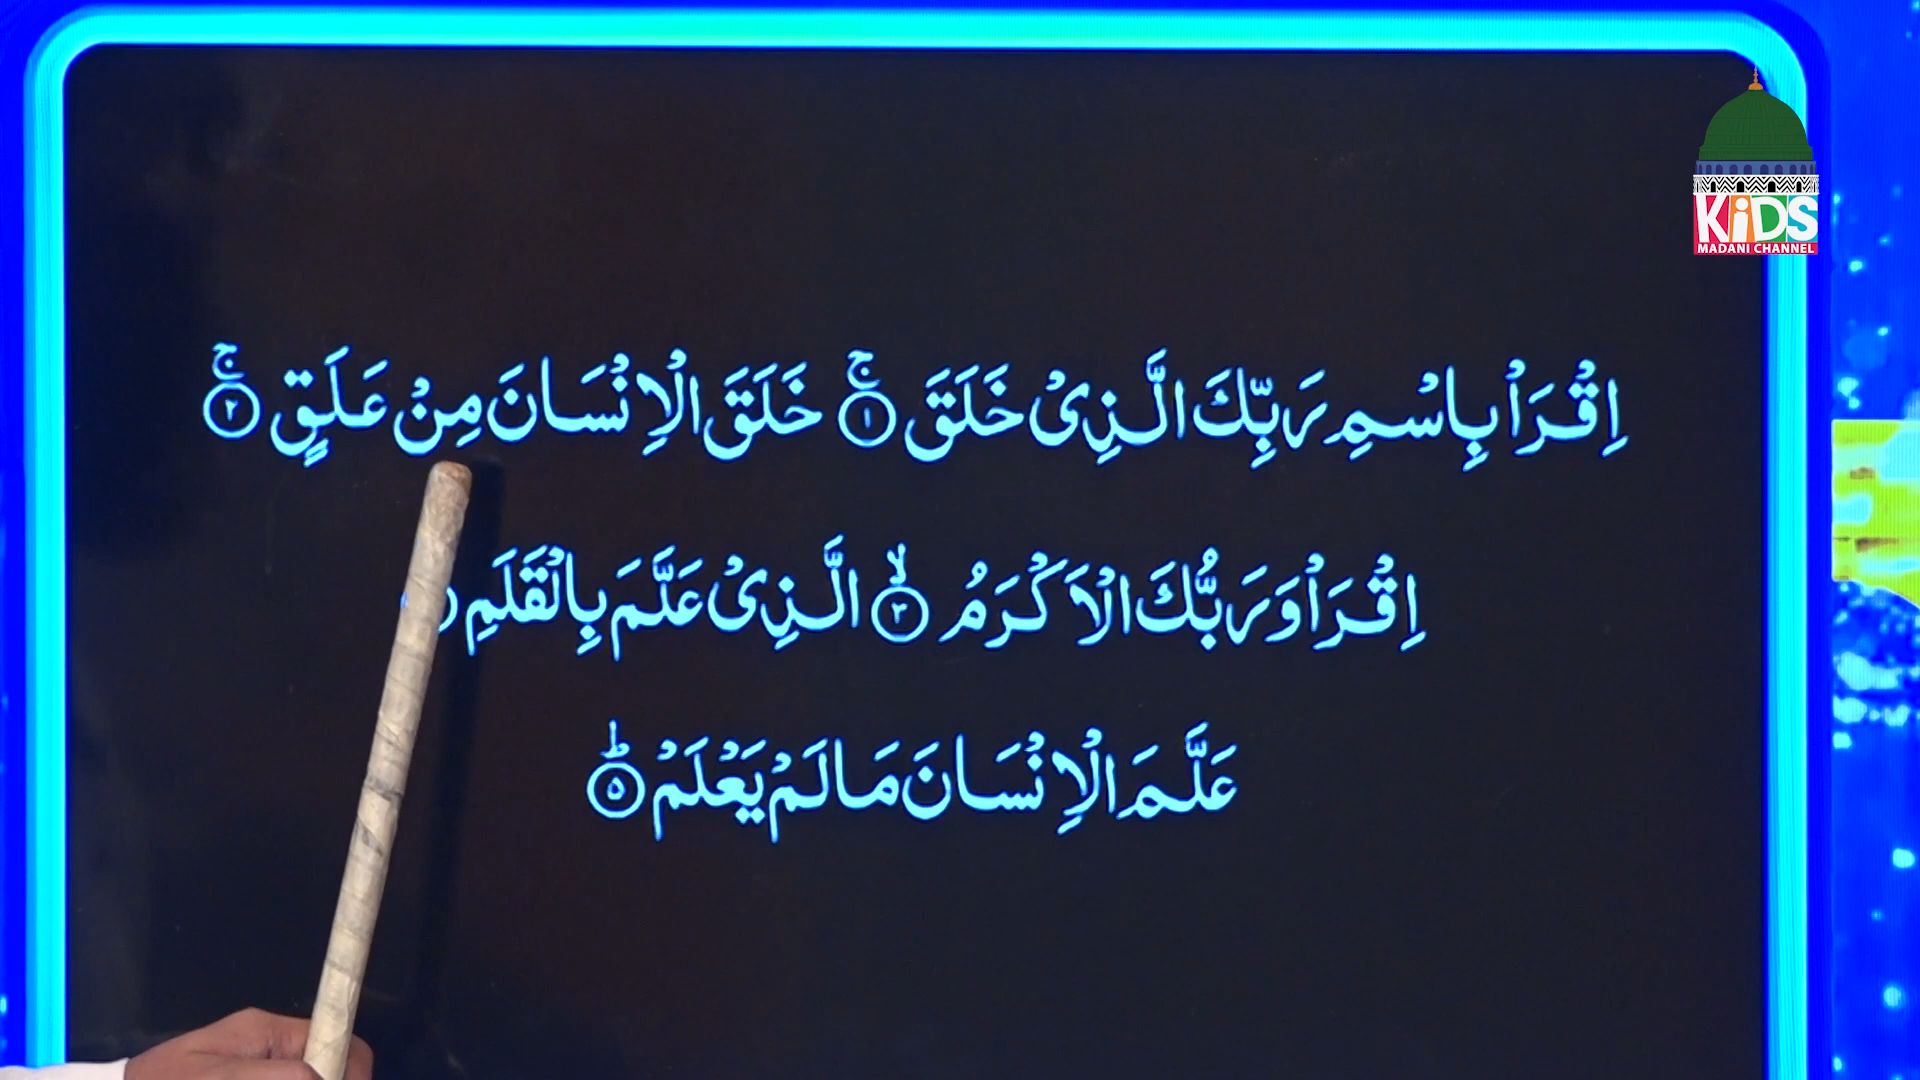 اِقْرَاْ بِاسْمِ رَبِّكَ الَّذِیْ خَلَقَ ۚ﴿۱﴾ خَلَقَ الْاِنْسَانَ مِنْ عَلَقٍ ۚ﴿۲﴾
اِقْرَاْ وَ رَبُّكَ الْاَكْرَمُ ۙ﴿۳﴾ الَّذِیْ عَلَّمَ بِالْقَلَمِ
عَلَّمَ الْاِنْسَانَ مَا لَمْ یَعْلَمْ ؕ﴿۵﴾
KiDS
MADANI CHANNEL